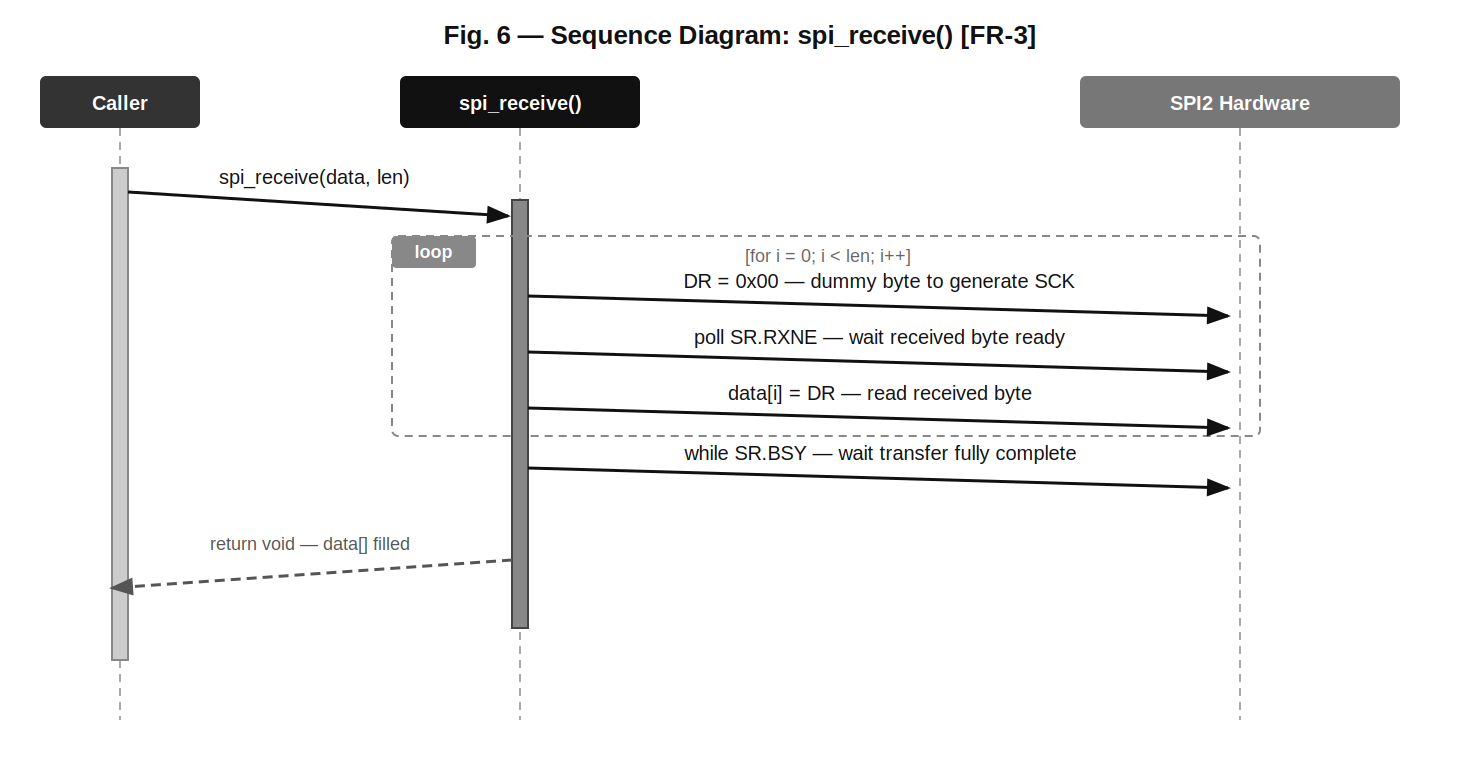 Fig. 6 — Sequence Diagram: spi_receive() [FR-3]
Caller
spi_receive()
SPI2 Hardware
spi_receive(data, len)
loop
[for i = 0; i < len; i++]
DR = 0x00 — dummy byte to generate SCK
poll SR.RXNE — wait received byte ready
data[i] = DR — read received byte
while SR.BSY — wait transfer fully complete
return void — data[] filled